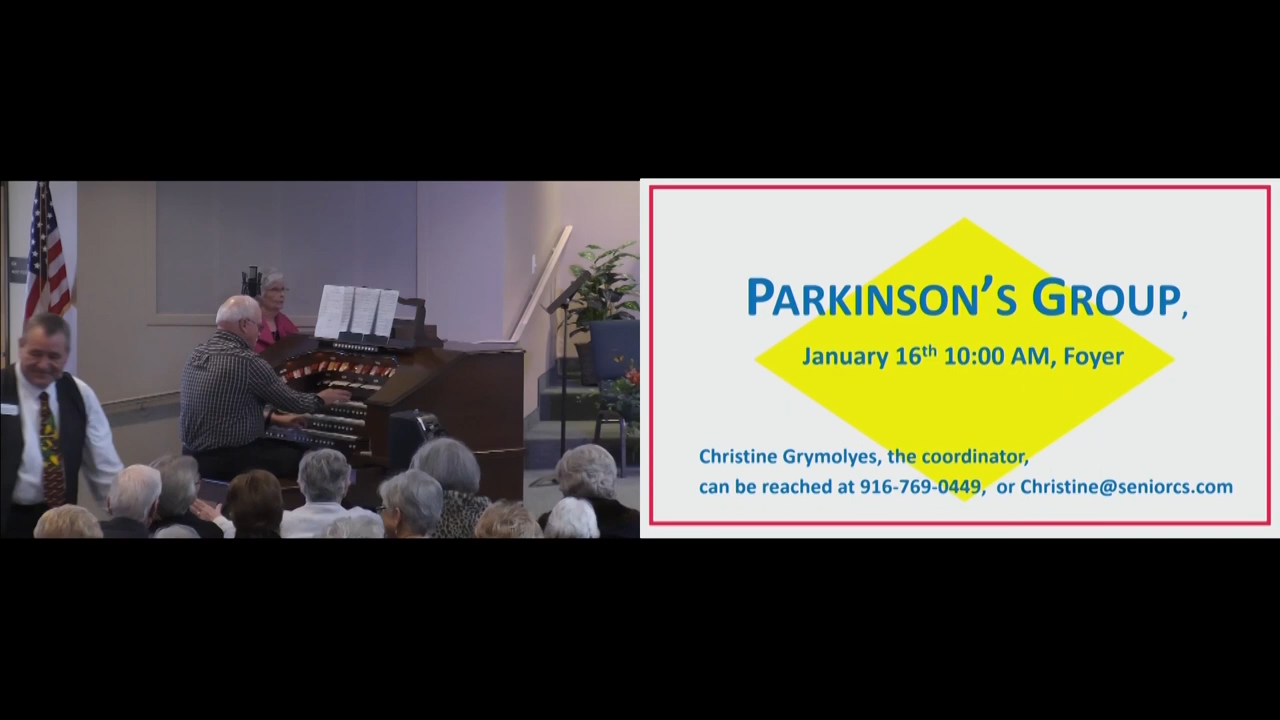 PARKINSON'S GROUP,
January 16th 10:00 AM, Foyer
Christine Grymolyes, the coordinator,
can be reached at 916-769-0449, or Christine@seniorcs.com